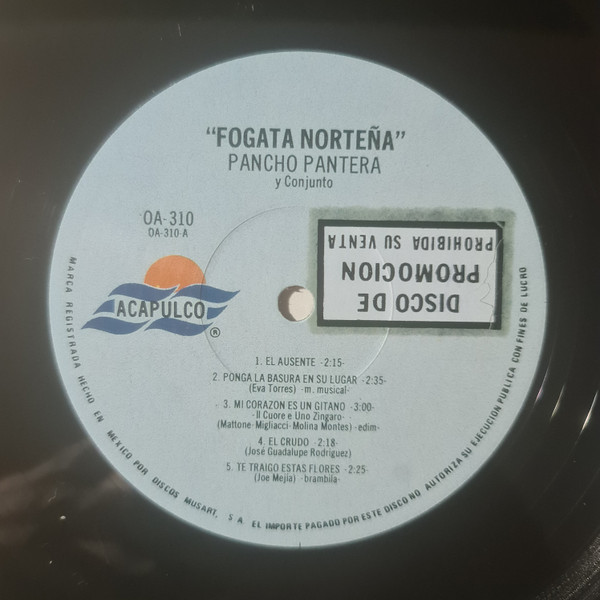 "FOGATA NORTEÑA"
PANCHO PANTERA
y Conjunto
OA-310
OA-310-A
DISCO DE
PROMOCION
PROHIBIDA SU VENTA
ACAPULCO
®
1. EL AUSENTE -2:15-
2. PONGA LA BASURA EN SU LUGAR -2:35-
(Eva Torres) -m. musical-
3. MI CORAZON ES UN GITANO -3:00-
-Il Cuore e Uno Zingaro-
(Mattone-Migliacci-Molina Montes) -edim-
4. EL CRUDO -2:18-
(José Guadalupe Rodriguez)
5. TE TRAIGO ESTAS FLORES -2:25-
(Joe Mejía) -brambila-
MARCA REGISTRADA HECHO EN MEXICO POR DISCOS MUSART, S A. EL IMPORTE PAGADO POR ESTE DISCO NO AUTORIZA SU EJECUCION PUBLICA CON FINES DE LUCRO